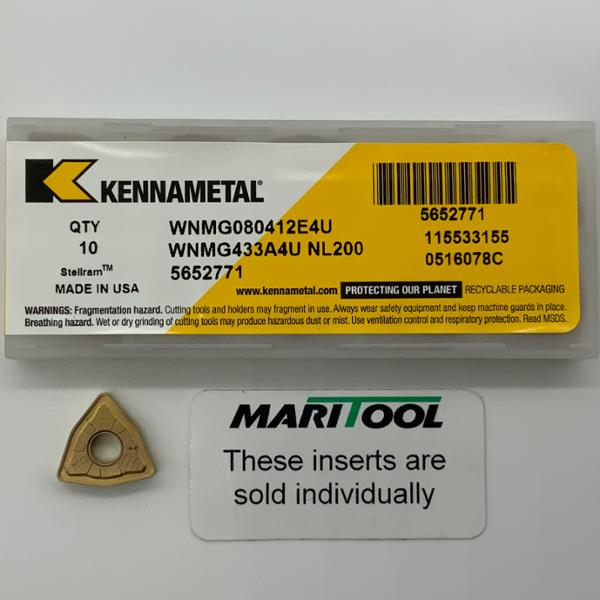 KENNAMETAL®
QTY
10
Stellram™
MADE IN USA
WNMG080412E4U
WNMG433A4U NL200
5652771
5652771
115533155
0516078C
www.kennametal.com PROTECTING OUR PLANET RECYCLABLE PACKAGING
WARNINGS: Fragmentation hazard. Cutting tools and holders may fragment in use. Always wear safety equipment and keep machine guards in place.
Breathing hazard. Wet or dry grinding of cutting tools may produce hazardous dust or mist. Use ventilation control and respiratory protection. Read MSDS.
MARITOOL
These inserts are
sold individually